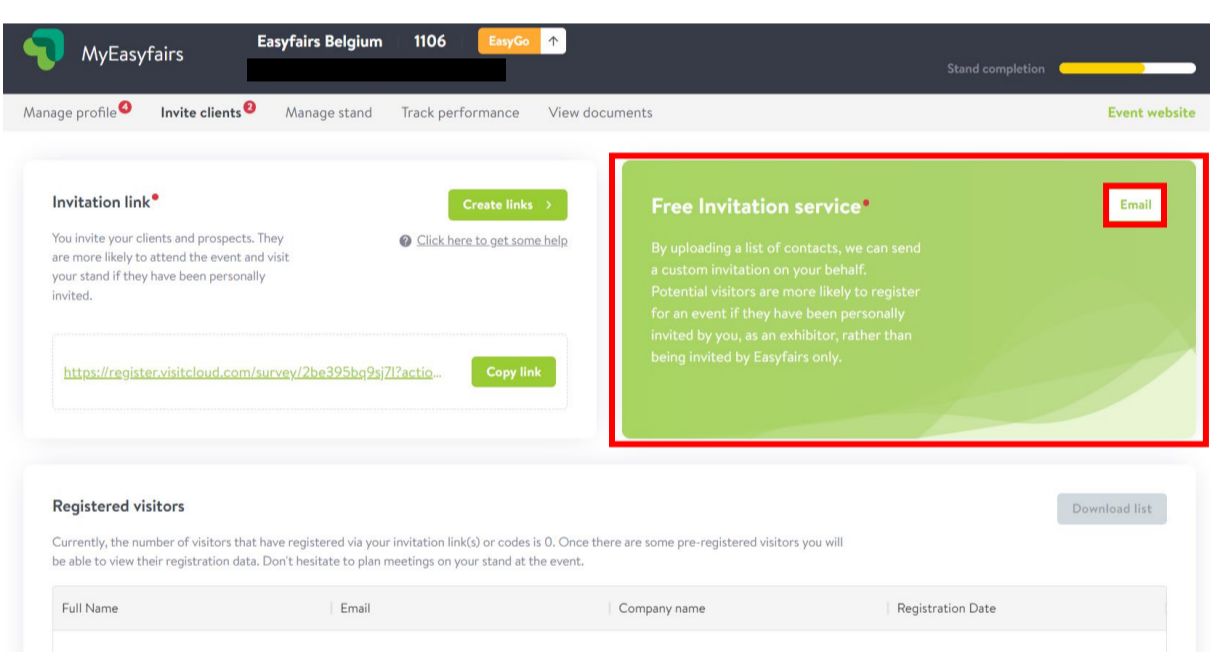 MyEasyfairs
Easyfairs Belgium 1106 EasyGo ↑
Stand completion
Manage profile 4 Invite clients 2 Manage stand Track performance View documents Event website
Invitation link
Create links >
You invite your clients and prospects. They
are more likely to attend the event and visit
your stand if they have been personally
invited.
? Click here to get some help
https://register.visitcloud.com/survey/2be395bq9sj7l?actio...
Copy link
Free Invitation service
Email
By uploading a list of contacts, we can send
a custom invitation on your behalf.
Potential visitors are more likely to register
for an event if they have been personally
invited by you, as an exhibitor, rather than
being invited by Easyfairs only.
Registered visitors
Download list
Currently, the number of visitors that have registered via your invitation link(s) or codes is 0. Once there are some pre-registered visitors you will
be able to view their registration data. Don't hesitate to plan meetings on your stand at the event.
Full Name Email Company name Registration Date